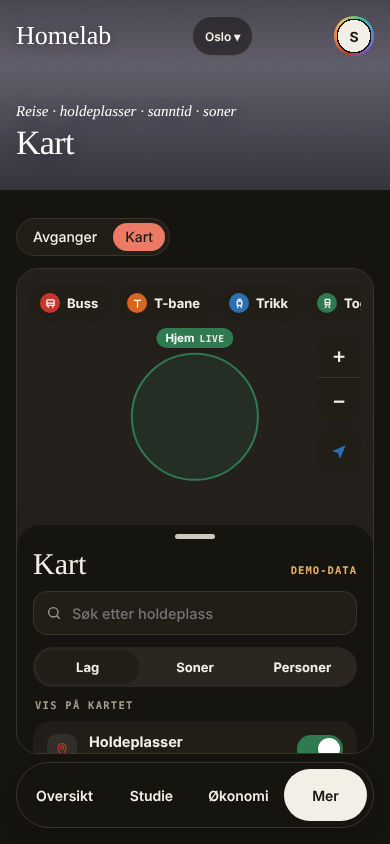 Homelab
Oslo ▾
S
Reise · holdeplasser · sanntid · soner
Kart
Avganger
Kart
Buss
T-bane
Trikk
Hjem LIVE
+
−
Kart
DEMO-DATA
Søk etter holdeplass
Lag
Soner
Personer
VIS PÅ KARTET
Holdeplasser
Oversikt
Studie
Økonomi
Mer